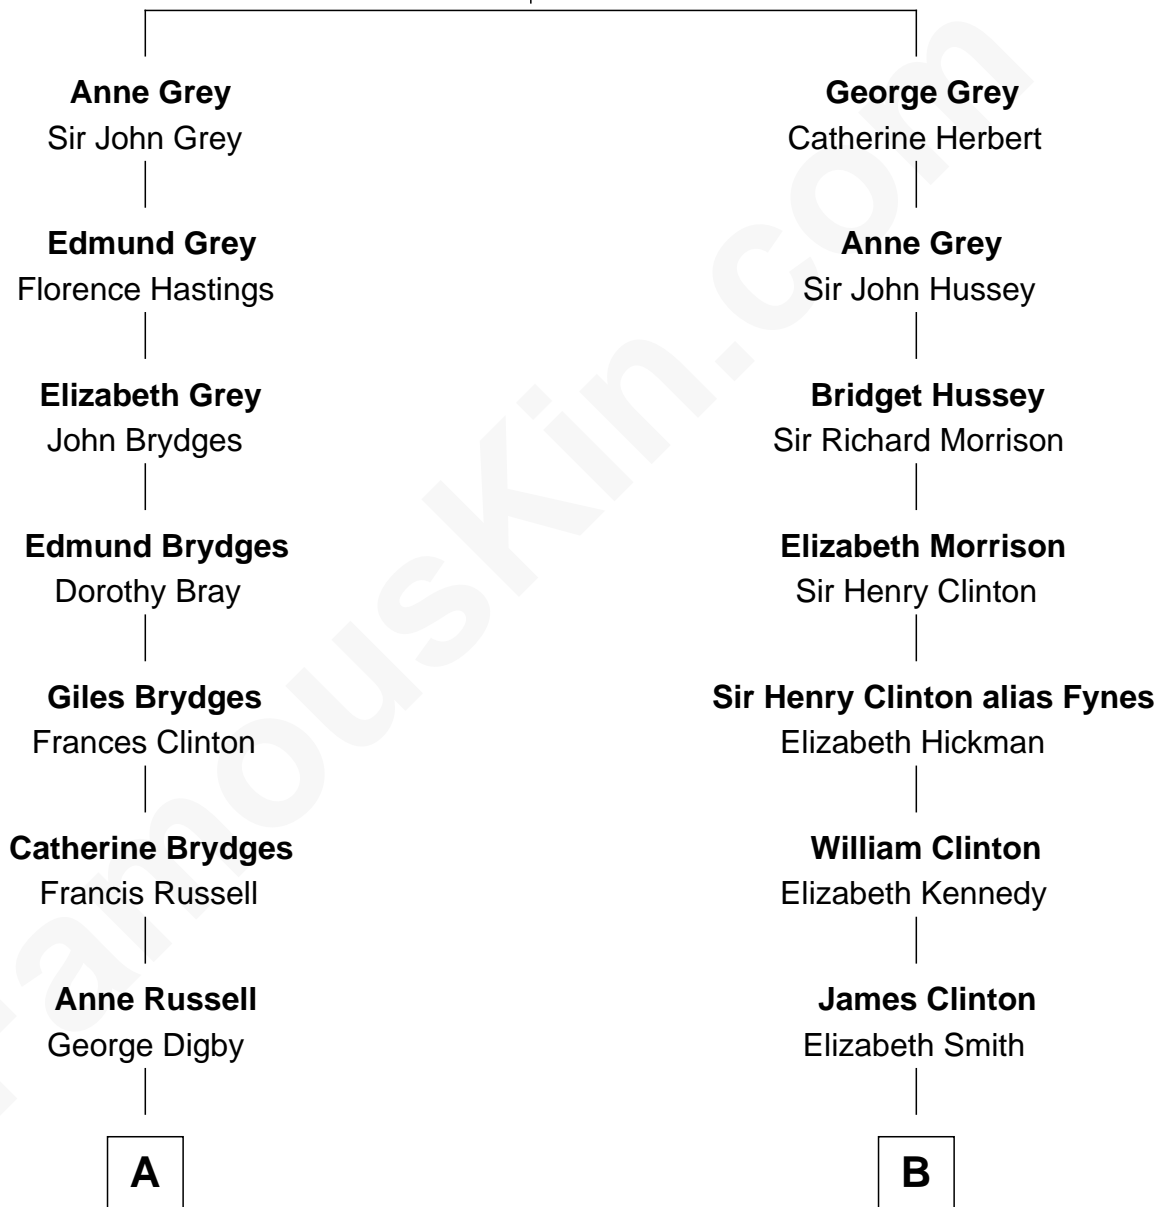 Anne Grey
Sir John Grey
Edmund Grey
Florence Hastings
Elizabeth Grey
John Brydges
Edmund Brydges
Dorothy Bray
Giles Brydges
Frances Clinton
Catherine Brydges
Francis Russell
Anne Russell
George Digby
A
George Grey
Catherine Herbert
Anne Grey
Sir John Hussey
Bridget Hussey
Sir Richard Morrison
Elizabeth Morrison
Sir Henry Clinton
Sir Henry Clinton alias Fynes
Elizabeth Hickman
William Clinton
Elizabeth Kennedy
James Clinton
Elizabeth Smith
B
FamousKin.com